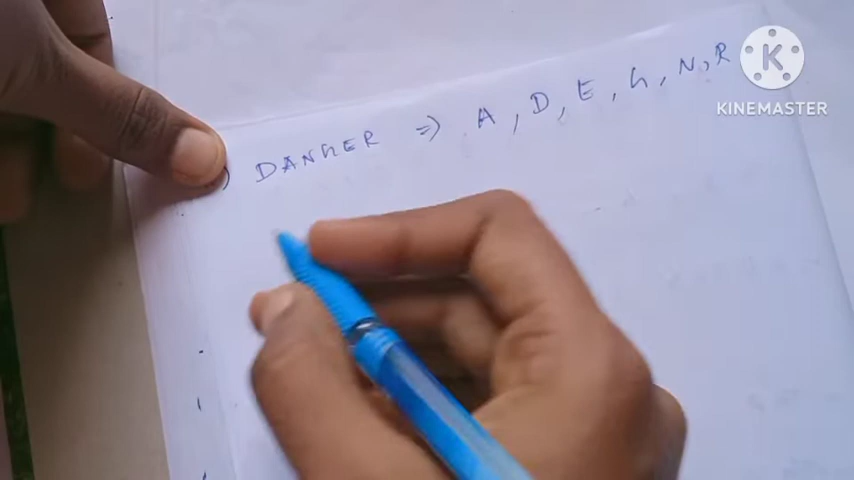 ) DANGER => A, D, E, G, N, R
K
KINEMASTER